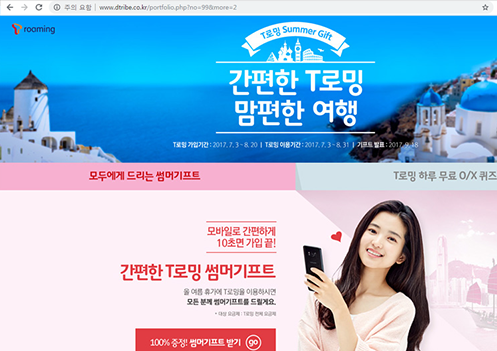 주의 요함
www.dtribe.co.kr/portfolio.php?no=99&more=2
roaming
T로밍 Summer Gift
간편한 T로밍
맘편한 여행
T로밍 가입기간 : 2017. 7. 3 ~ 8. 20 | T로밍 이용기간 : 2017. 7. 3 ~ 8. 31 | 기프트 발표 : 2017. 9. 18
모두에게 드리는 썸머기프트
T로밍 하루 무료 O/X 퀴즈
모바일로 간편하게
10초면 가입 끝!
간편한 T로밍 썸머기프트
올 여름 휴가에 T로밍을 이용하시면
모든 분께 썸머기프트를 드릴게요.
* 대상 요금제 : T로밍 전체 요금제
100% 증정! 썸머기프트 받기 go